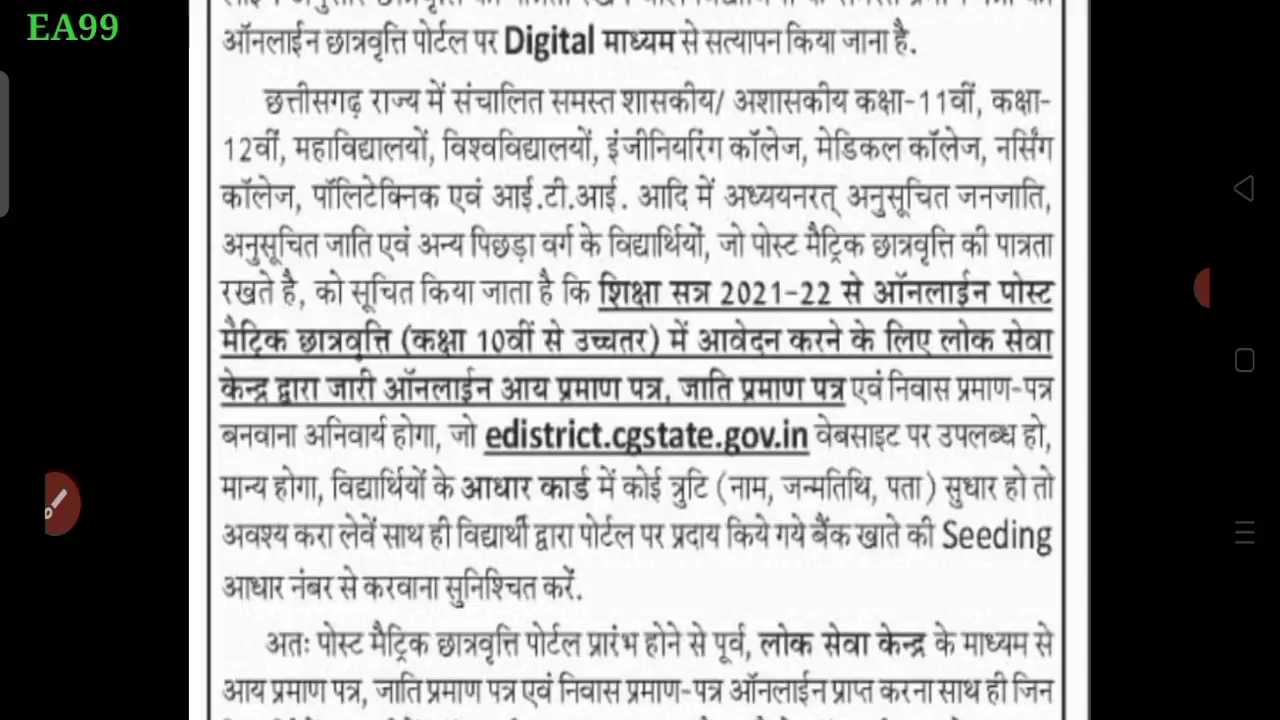 EA99
ऑनलाईन छात्रवृत्ति पोर्टल पर Digital माध्यम से सत्यापन किया जाना है.
छत्तीसगढ़ राज्य में संचालित समस्त शासकीय/ अशासकीय कक्षा-11वीं, कक्षा-
12वीं, महाविद्यालयों, विश्वविद्यालयों, इंजीनियरिंग कॉलेज, मेडिकल कॉलेज, नर्सिंग
कॉलेज, पॉलिटेक्निक एवं आई.टी.आई. आदि में अध्ययनरत् अनुसूचित जनजाति,
अनुसूचित जाति एवं अन्य पिछड़ा वर्ग के विद्यार्थियों, जो पोस्ट मैट्रिक छात्रवृत्ति की पात्रता
रखते है, को सूचित किया जाता है कि शिक्षा सत्र 2021-22 से ऑनलाईन पोस्ट
मैट्रिक छात्रवृत्ति (कक्षा 10वीं से उच्चतर) में आवेदन करने के लिए लोक सेवा
केन्द्र द्वारा जारी ऑनलाईन आय प्रमाण पत्र, जाति प्रमाण पत्र एवं निवास प्रमाण-पत्र
बनवाना अनिवार्य होगा, जो edistrict.cgstate.gov.in वेबसाइट पर उपलब्ध हो,
मान्य होगा, विद्यार्थियों के आधार कार्ड में कोई त्रुटि (नाम, जन्मतिथि, पता) सुधार हो तो
अवश्य करा लेवें साथ ही विद्यार्थी द्वारा पोर्टल पर प्रदाय किये गये बैंक खाते की Seeding
आधार नंबर से करवाना सुनिश्चित करें.
अतः पोस्ट मैट्रिक छात्रवृत्ति पोर्टल प्रारंभ होने से पूर्व, लोक सेवा केन्द्र के माध्यम से
आय प्रमाण पत्र, जाति प्रमाण पत्र एवं निवास प्रमाण-पत्र ऑनलाईन प्राप्त करना साथ ही जिन